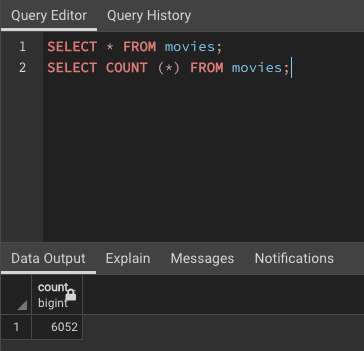 Query Editor Query History
1 SELECT * FROM movies;
2 SELECT COUNT (*) FROM movies;
Data Output Explain Messages Notifications
count
bigint
1 6052